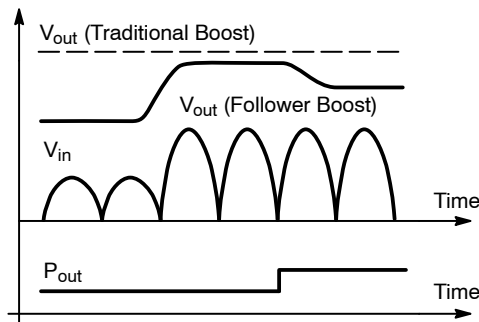 Vout (Traditional Boost)
Vout (Follower Boost)
Vin
Time
Pout
Time